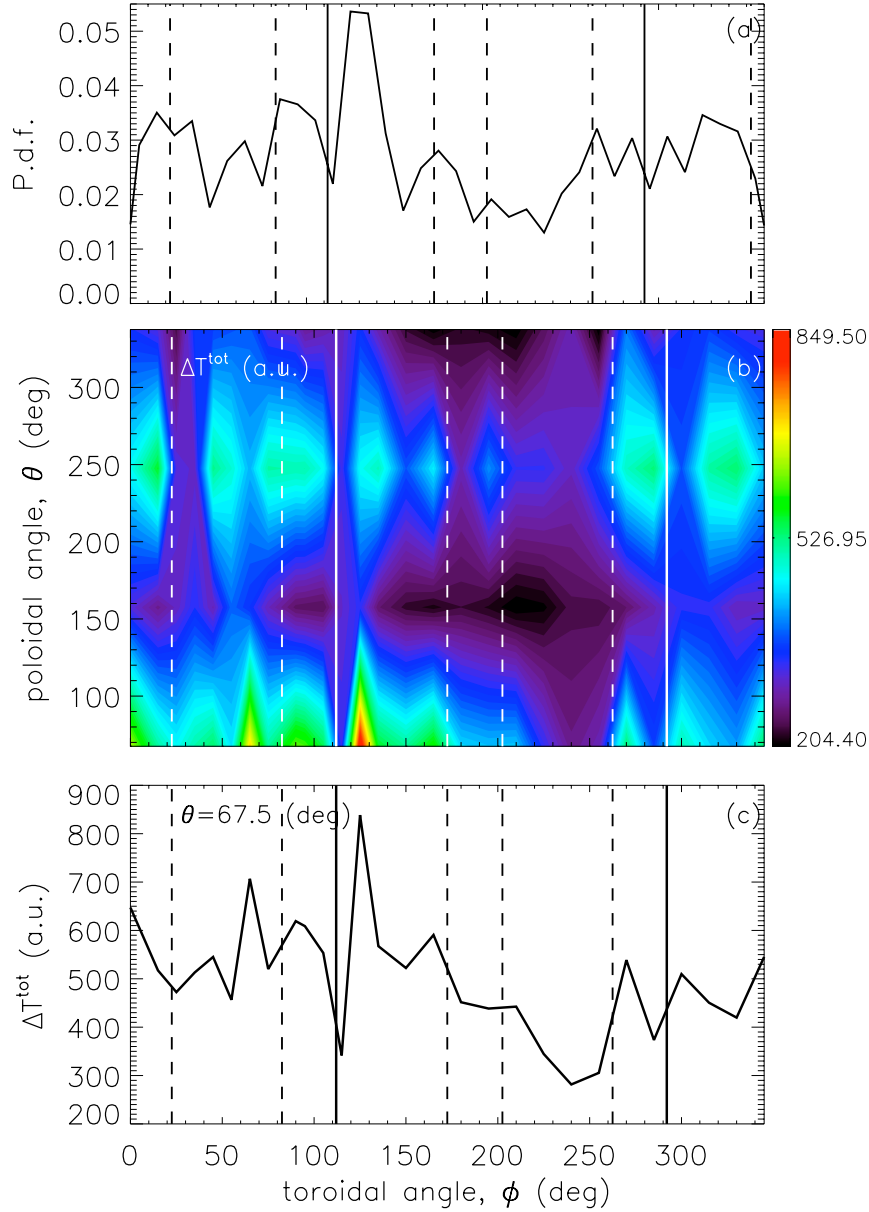 (a)
0.05
0.04
0.03
0.02
0.01
0.00
P.d.f.
ΔT^tot (a.u.)
(b)
849.50
526.95
204.40
300
250
200
150
100
poloidal angle, θ (deg)
θ=67.5 (deg)
(c)
900
800
700
600
500
400
300
200
ΔT^tot (a.u.)
0 50 100 150 200 250 300
toroidal angle, ϕ (deg)